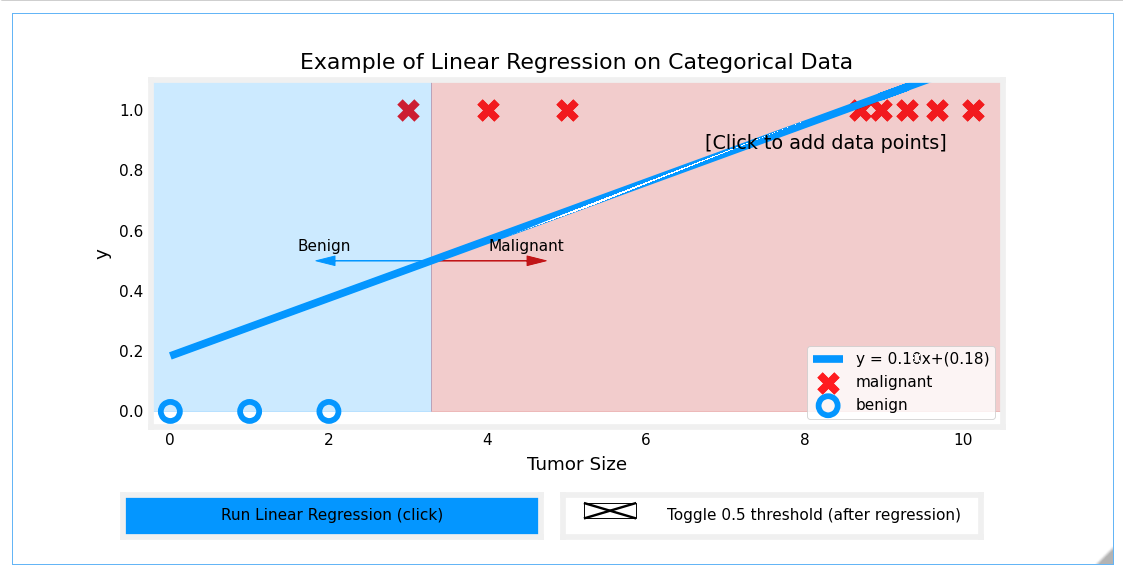 Example of Linear Regression on Categorical Data
1.0
0.8
0.6
0.4
0.2
0.0
y
[Click to add data points]
Benign
Malignant
y = 0.10x+(0.18)
malignant
benign
0 2 4 6 8 10
Tumor Size
Run Linear Regression (click)
Toggle 0.5 threshold (after regression)